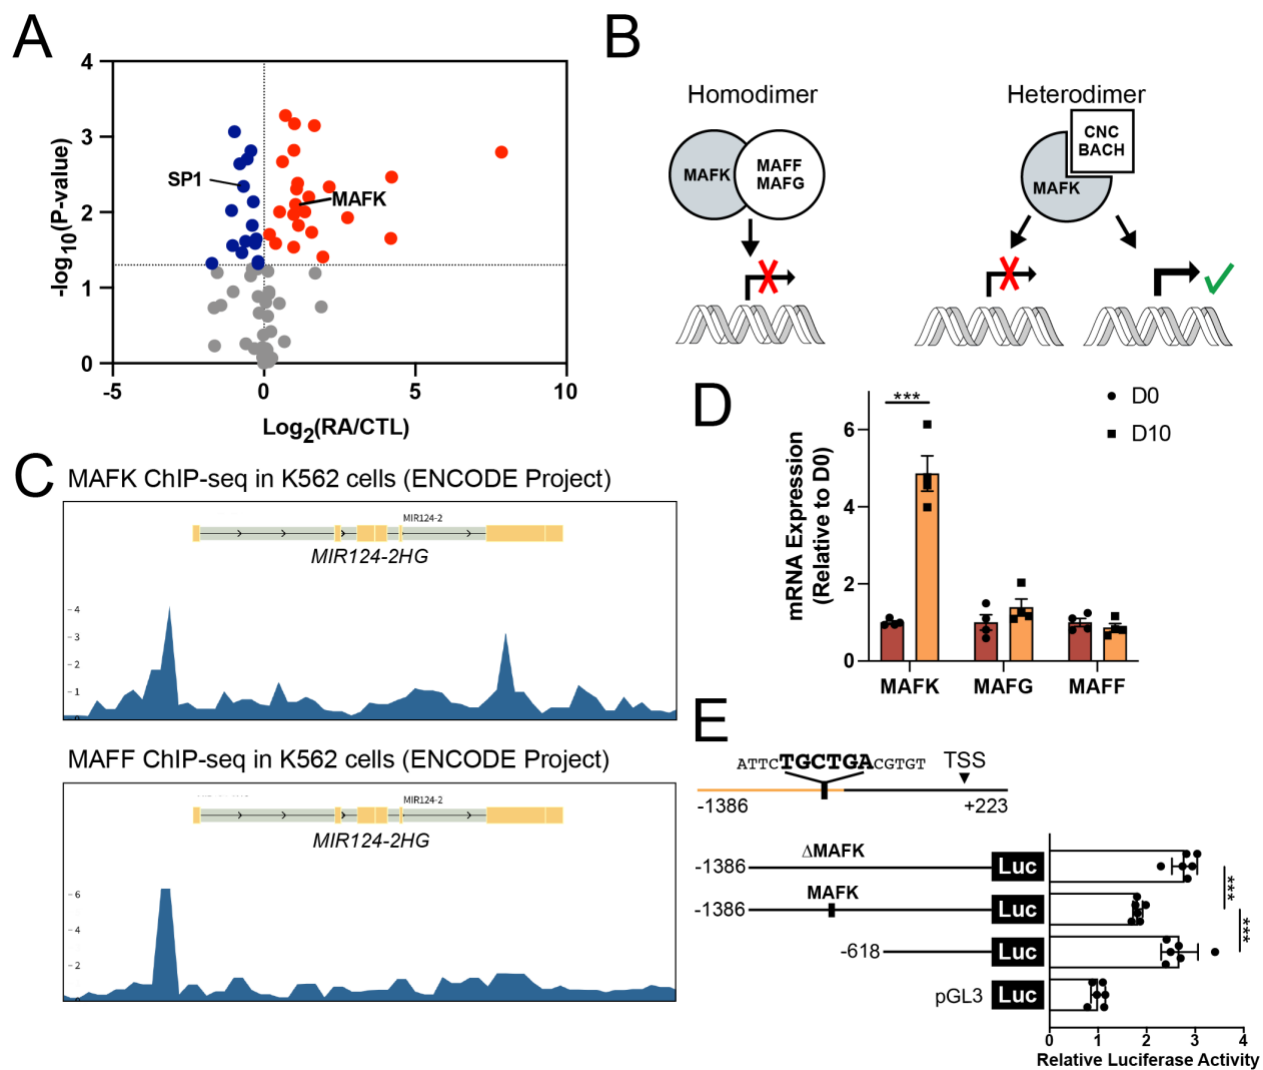 A
4
3
2
1
0
-log10(P-value)
SP1
MAFK
-5
0
5
10
Log2(RA/CTL)
B
Homodimer
Heterodimer
MAFK
MAFF
MAFG
CNC
BACH
MAFK
C
MAFK ChIP-seq in K562 cells (ENCODE Project)
MIR124-2
MIR124-2HG
4
3
2
1
0
MAFF ChIP-seq in K562 cells (ENCODE Project)
MIR124-2
MIR124-2HG
6
4
2
0
D
D0
D10
***
mRNA Expression
(Relative to D0)
6
4
2
0
MAFK
MAFG
MAFF
E
ATTCTGCTGACGTGT
TSS
-1386
+223
ΔMAFK
-1386
Luc
MAFK
-1386
Luc
-618
Luc
pGL3
Luc
***
***
0
1
2
3
4
Relative Luciferase Activity